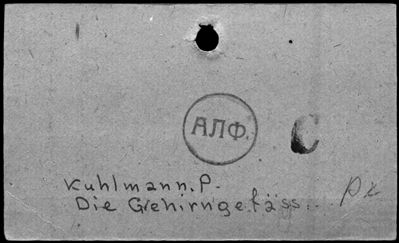 АЛФ.
C
Kuhlmann. P.
Die Gehirngefäss...